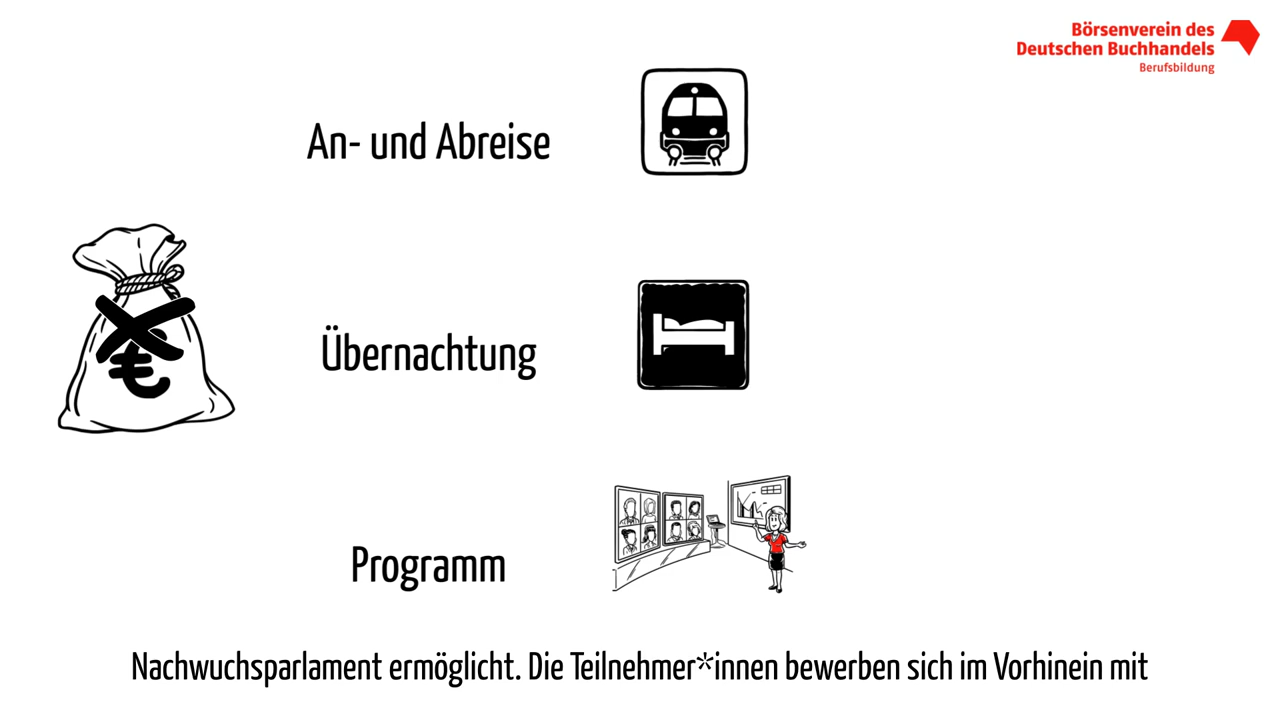 Börsenverein des
Deutschen Buchhandels
Berufsbildung
An- und Abreise
€
Übernachtung
Programm
Nachwuchsparlament ermöglicht. Die Teilnehmer*innen bewerben sich im Vorhinein mit